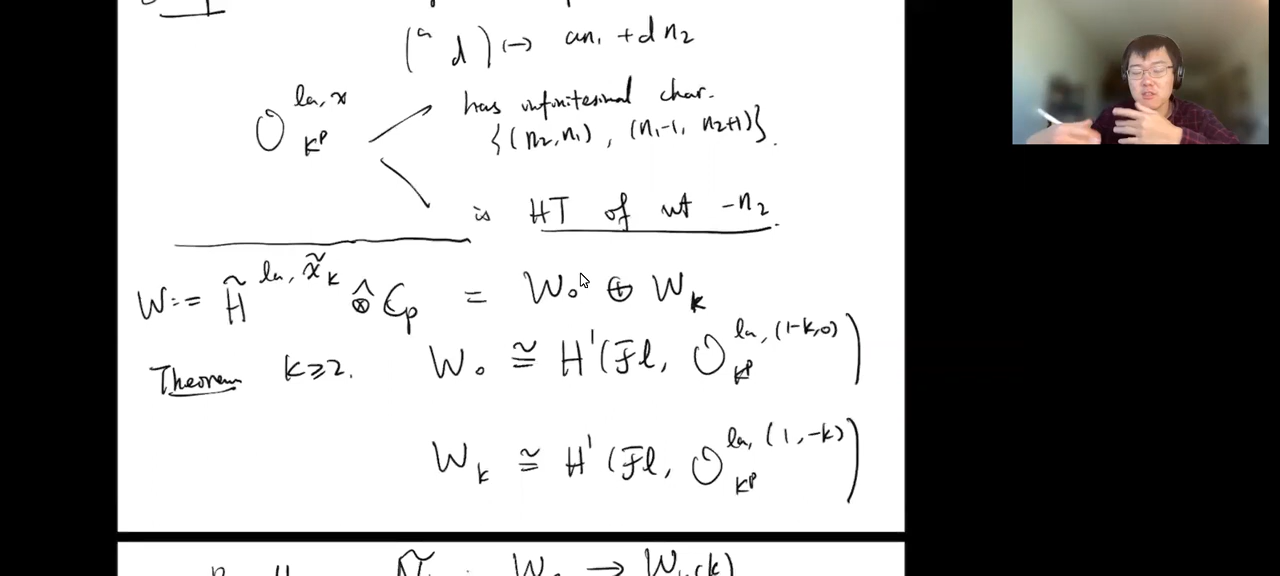 (a d) ↦ an₁ + dn₂
O_{K^p}^{la, χ}
has infinitesimal char.
{(n₂, n₁), (n₁-1, n₂+1)}.
is HT of wt -n₂.
W := H̃^{la, χ̃_k} ⊗̂ C_p = W₀ ⊕ W_k
Theorem k ≥ 2. W₀ ≅ H¹(Fl, O_{K^p}^{la, (1-k, 0)})
W_k ≅ H¹(Fl, O_{K^p}^{la, (1, -k)})
W₀ → W_k(k)